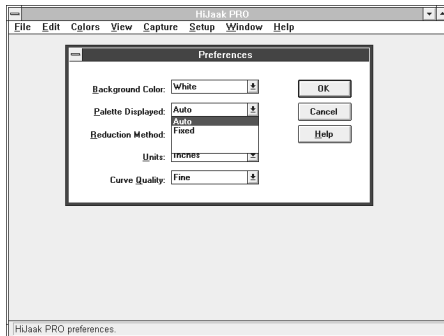 HiJaak PRO
File Edit Colors View Capture Setup Window Help
Preferences
Background Color: White OK
Palette Displayed: Auto Cancel
Auto
Fixed
Reduction Method: Help
Units: Inches
Curve Quality: Fine
HiJaak PRO preferences.